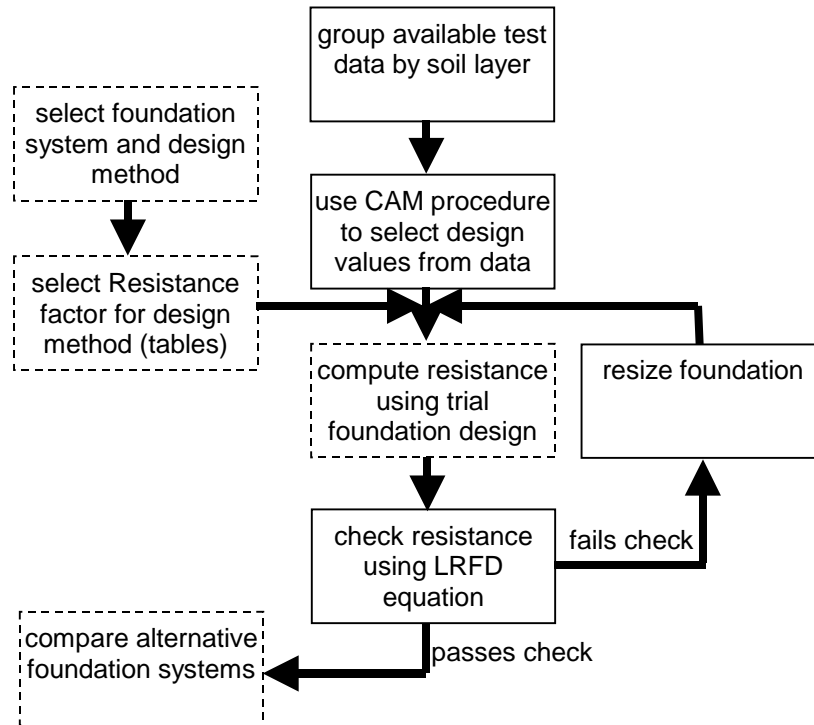 group available test
data by soil layer
select foundation
system and design
method
use CAM procedure
to select design
values from data
select Resistance
factor for design
method (tables)
compute resistance
using trial
foundation design
resize foundation
check resistance
using LRFD
equation
fails check
compare alternative
foundation systems
passes check